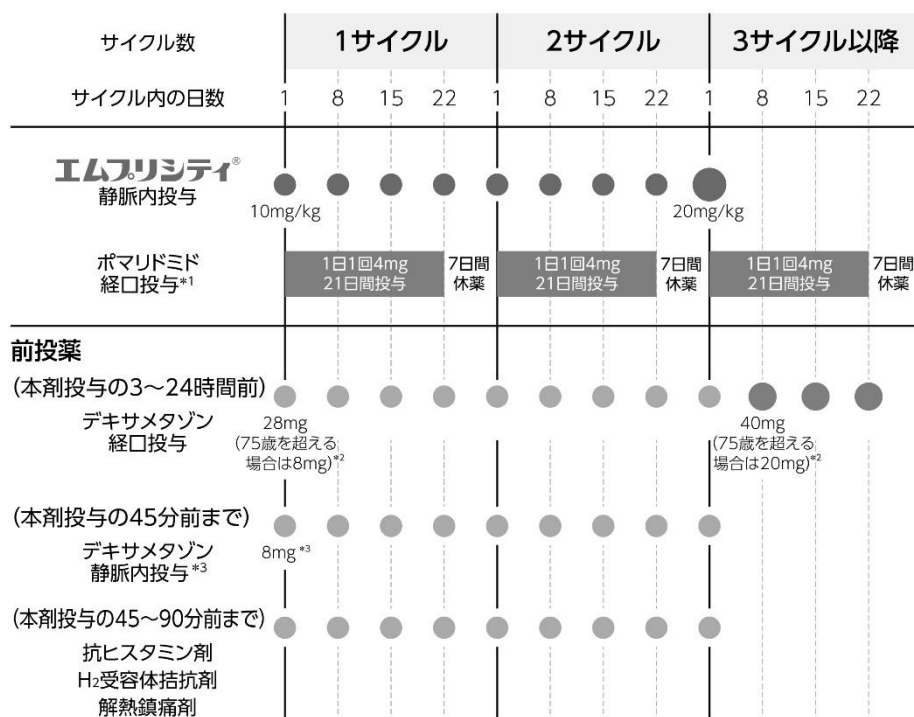 サイクル数 1サイクル 2サイクル 3サイクル以降
サイクル内の日数 1 8 15 22 1 8 15 22 1 8 15 22
エムプリシティ®
静脈内投与
10mg/kg 20mg/kg
ポマリドミド
経口投与*1
1日1回4mg
21日間投与
7日間
休薬
1日1回4mg
21日間投与
7日間
休薬
1日1回4mg
21日間投与
7日間
休薬
前投薬
(本剤投与の3〜24時間前)
デキサメタゾン
経口投与
28mg
(75歳を超える
場合は8mg)*2
40mg
(75歳を超える
場合は20mg)*2
(本剤投与の45分前まで)
デキサメタゾン
静脈内投与*3
8mg*3
(本剤投与の45〜90分前まで)
抗ヒスタミン剤
H2受容体拮抗剤
解熱鎮痛剤